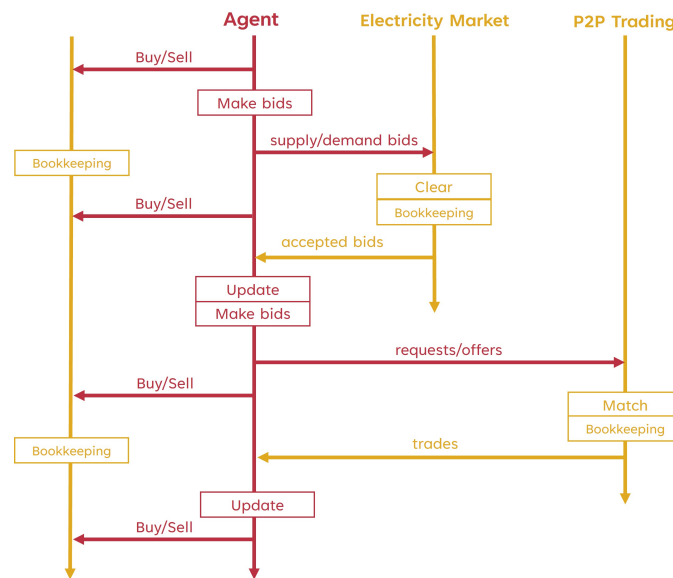 Agent
Electricity Market
P2P Trading
Buy/Sell
Make bids
supply/demand bids
Bookkeeping
Clear
Bookkeeping
Buy/Sell
accepted bids
Update
Make bids
requests/offers
Buy/Sell
Match
Bookkeeping
Bookkeeping
trades
Update
Buy/Sell